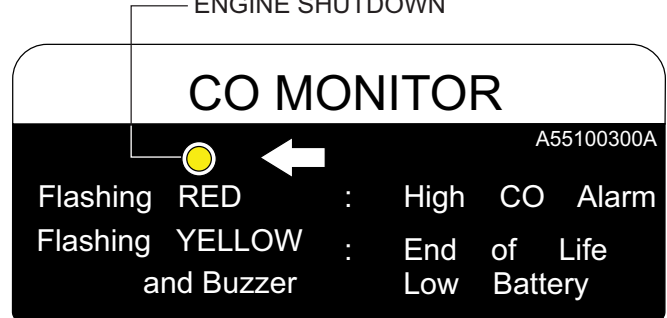 ENGINE SHUTDOWN
CO MONITOR
A55100300A
Flashing RED : High CO Alarm
Flashing YELLOW : End of Life
and Buzzer Low Battery